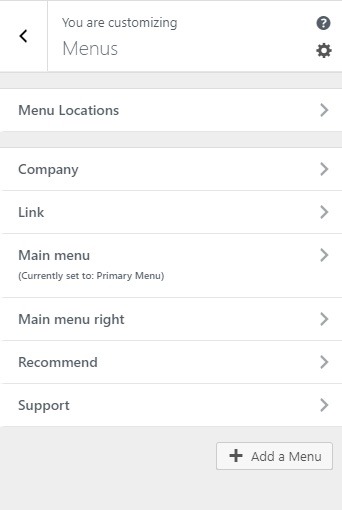 You are customizing
Menus
Menu Locations
Company
Link
Main menu
(Currently set to: Primary Menu)
Main menu right
Recommend
Support
Add a Menu